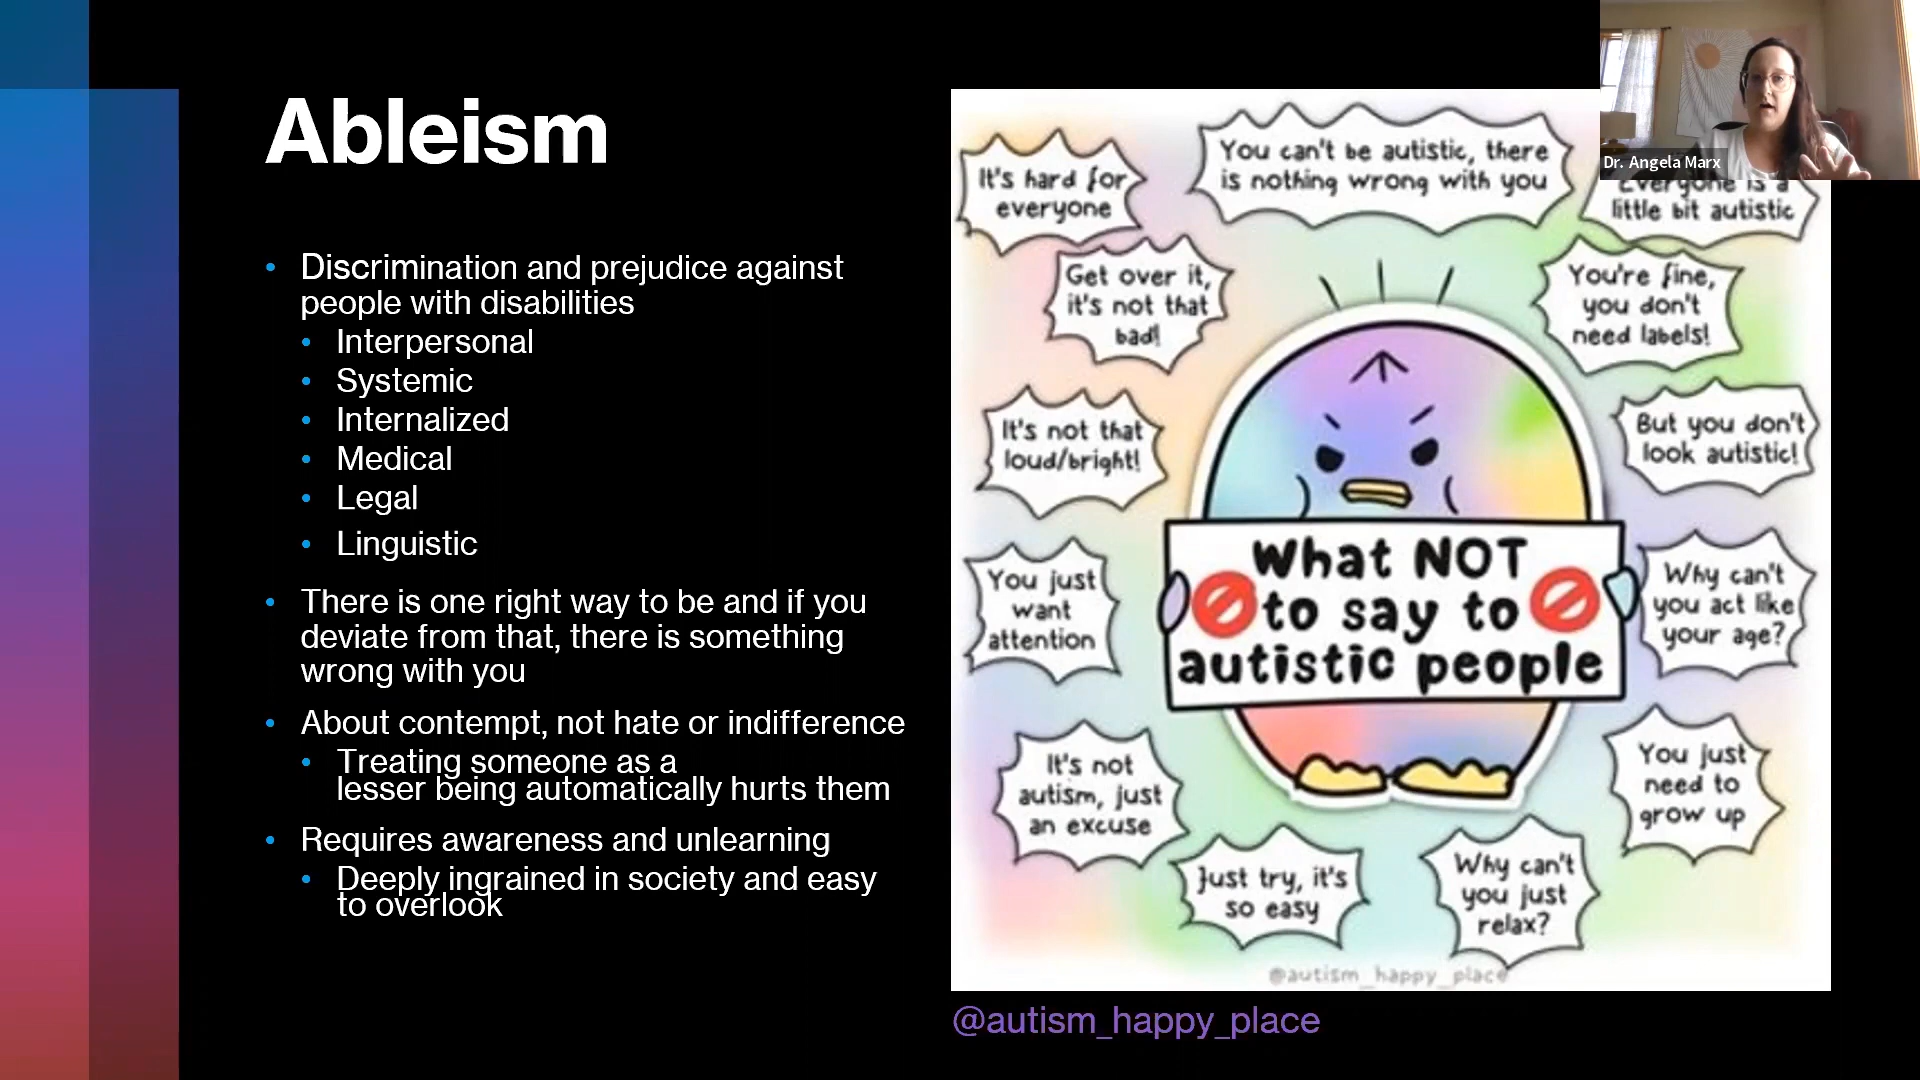 Ableism
Discrimination and prejudice against
people with disabilities
Interpersonal
Systemic
Internalized
Medical
Legal
Linguistic
There is one right way to be and if you
deviate from that, there is something
wrong with you
About contempt, not hate or indifference
Treating someone as a
lesser being automatically hurts them
Requires awareness and unlearning
Deeply ingrained in society and easy
to overlook
It's hard for
everyone
You can't be autistic, there
is nothing wrong with you
Everyone is a
little bit autistic
Get over it,
it's not that
bad!
You're fine,
you don't
need labels!
It's not that
loud/bright!
But you don't
look autistic!
What NOT
to say to
autistic people
You just
want
attention
Why can't
you act like
your age?
It's not
autism, just
an excuse
You just
need to
grow up
Just try, it's
so easy
Why can't
you just
relax?
@autism_happy_place
@autism_happy_place
Dr. Angela Marx